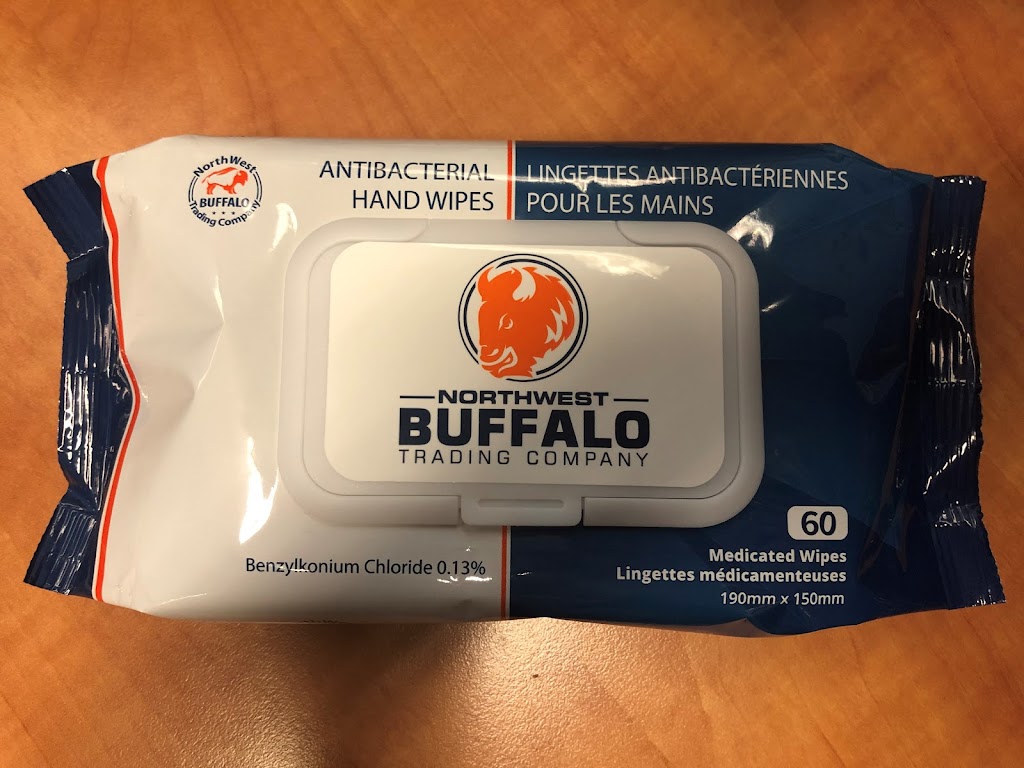 NorthWest
BUFFALO
Trading Company
ANTIBACTERIAL
HAND WIPES
LINGETTES ANTIBACTÉRIENNES
POUR LES MAINS
NORTHWEST
BUFFALO
TRADING COMPANY
Benzylkonium Chloride 0.13%
60
Medicated Wipes
Lingettes médicamenteuses
190mm x 150mm